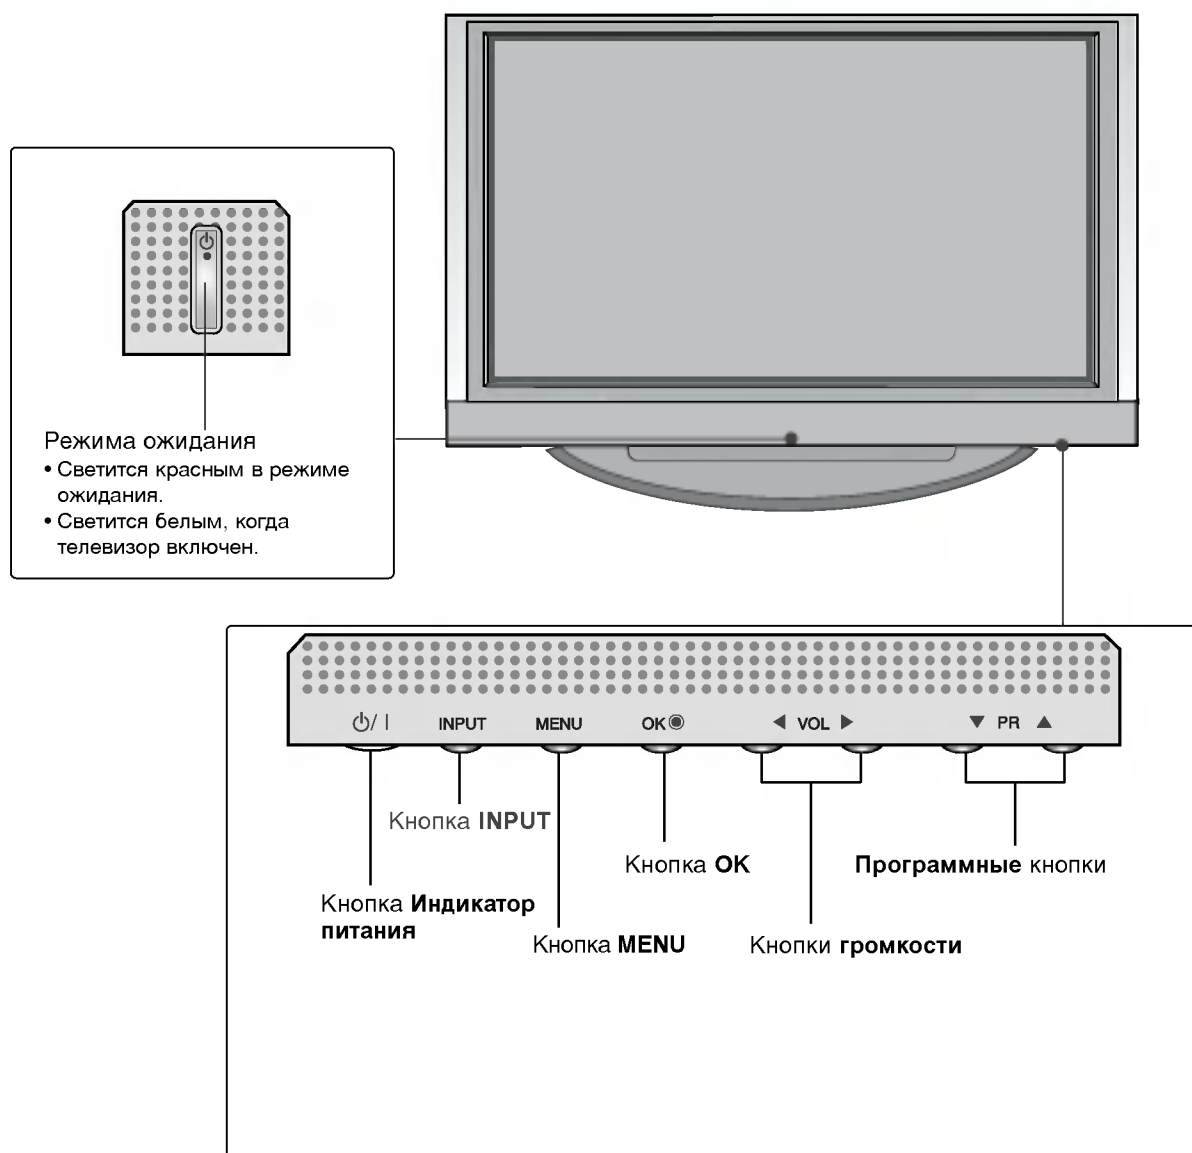 Режима ожидания
• Светится красным в режиме
ожидания.
• Светится белым, когда
телевизор включен.
⏻/ I INPUT MENU OK◉ ◀ VOL ▶ ▼ PR ▲
Кнопка INPUT
Кнопка OK
Программные кнопки
Кнопка Индикатор
питания
Кнопка MENU
Кнопки громкости